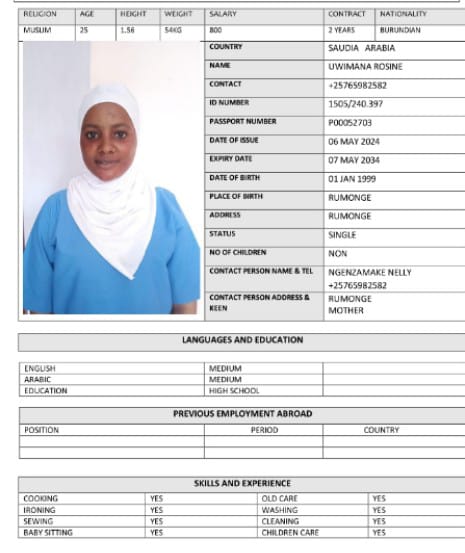 RELIGION AGE HEIGHT WEIGHT SALARY CONTRACT NATIONALITY
MUSLIM 25 1.56 54KG 800 2 YEARS BURUNDIAN
COUNTRY SAUDIA ARABIA
NAME UWIMANA ROSINE
CONTACT +25765982582
ID NUMBER 1505/240.397
PASSPORT NUMBER P00052703
DATE OF ISSUE 06 MAY 2024
EXPIRY DATE 07 MAY 2034
DATE OF BIRTH 01 JAN 1999
PLACE OF BIRTH RUMONGE
ADDRESS RUMONGE
STATUS SINGLE
NO OF CHILDREN NON
CONTACT PERSON NAME & TEL NGENZAMAKE NELLY
+25765982582
CONTACT PERSON ADDRESS & RUMONGE
KEEN MOTHER
LANGUAGES AND EDUCATION
ENGLISH MEDIUM
ARABIC MEDIUM
EDUCATION HIGH SCHOOL
PREVIOUS EMPLOYMENT ABROAD
POSITION PERIOD COUNTRY
SKILLS AND EXPERIENCE
COOKING YES OLD CARE YES
IRONING YES WASHING YES
SEWING YES CLEANING YES
BABY SITTING YES CHILDREN CARE YES